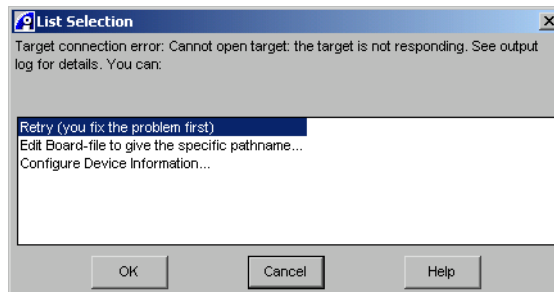 List Selection
Target connection error: Cannot open target: the target is not responding. See output
log for details. You can:
Retry (you fix the problem first)
Edit Board-file to give the specific pathname...
Configure Device Information...
OK Cancel Help